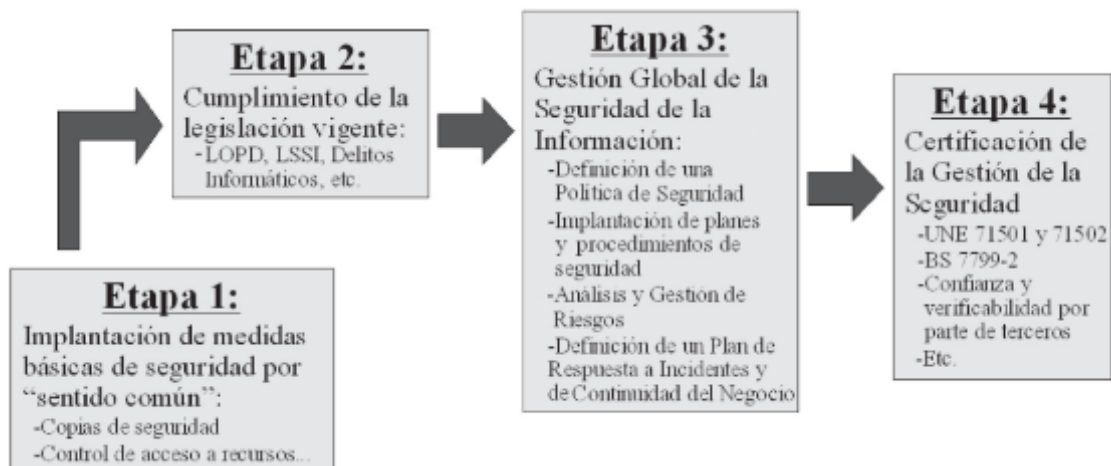 Etapa 1:
Implantación de medidas
básicas de seguridad por
“sentido común”:
-Copias de seguridad
-Control de acceso a recursos...
Etapa 2:
Cumplimiento de la
legislación vigente:
-LOPD, LSSI, Delitos
Informáticos, etc.
Etapa 3:
Gestión Global de la
Seguridad de la
Información:
-Definición de una
Política de Seguridad
-Implantación de planes
y procedimientos de
seguridad
-Análisis y Gestión de
Riesgos
-Definición de un Plan de
Respuesta a Incidentes y
de Continuidad del Negocio
Etapa 4:
Certificación de
la Gestión de la
Seguridad
-UNE 71501 y 71502
-BS 7799-2
-Confianza y
verificabilidad por
parte de terceros
-Etc.